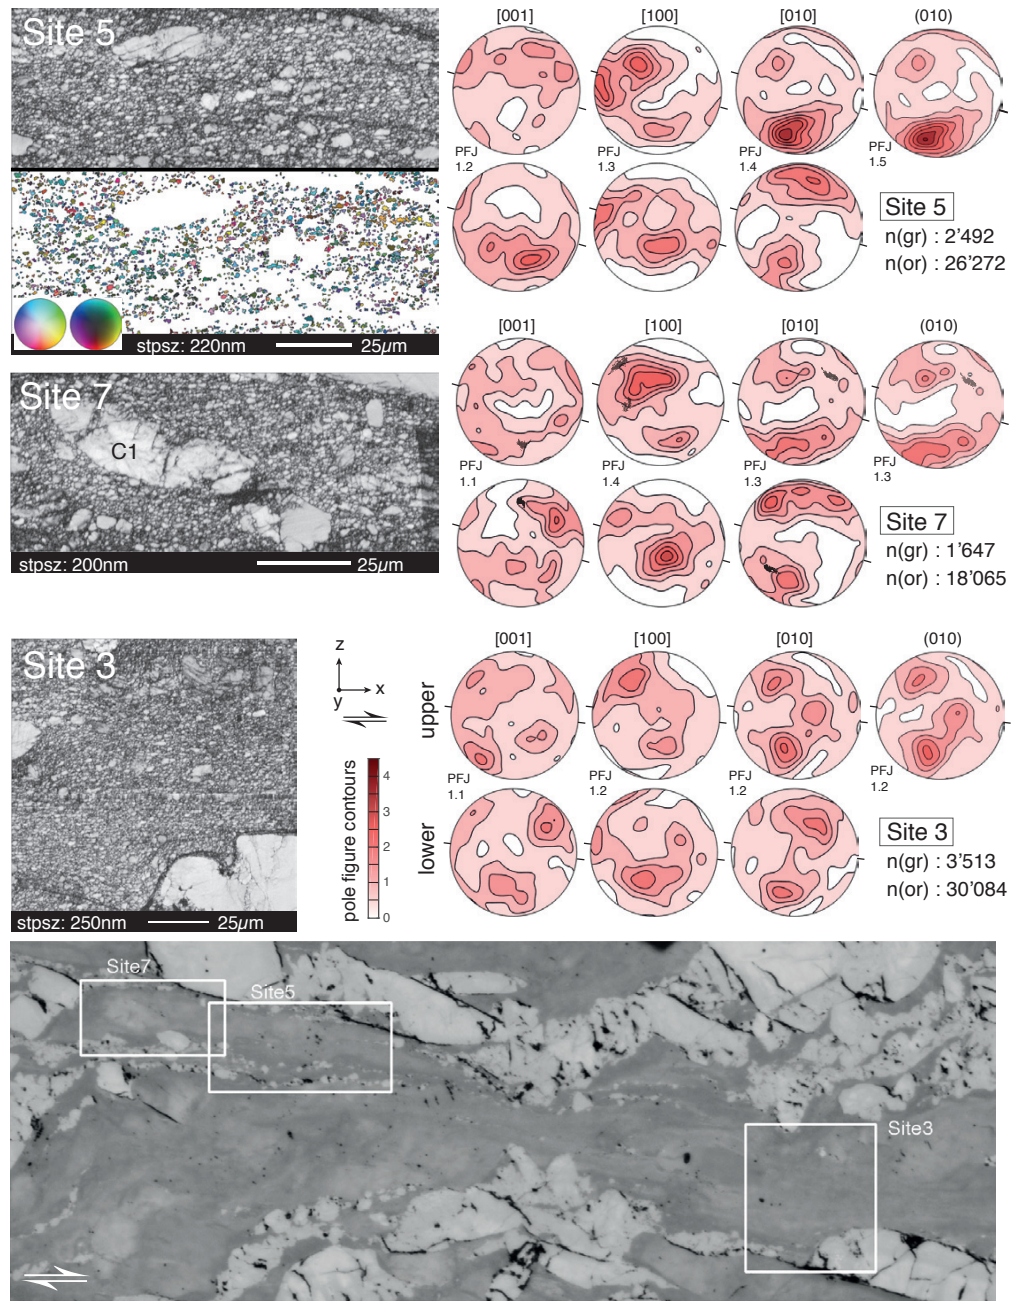 Site 5
[001] [100] [010] (010)
PFJ 1.2
PFJ 1.3
PFJ 1.4
PFJ 1.5
Site 5
n(gr) : 2'492
n(or) : 26'272
stpsz: 220nm 25µm
Site 7
C1
stpsz: 200nm 25µm
[001] [100] [010] (010)
PFJ 1.1
PFJ 1.4
PFJ 1.3
PFJ 1.3
Site 7
n(gr) : 1'647
n(or) : 18'065
Site 3
stpsz: 250nm 25µm
z
y x
pole figure contours
4
3
2
1
0
[001] [100] [010] (010)
upper
PFJ 1.1
PFJ 1.2
PFJ 1.2
PFJ 1.2
lower
Site 3
n(gr) : 3'513
n(or) : 30'084
Site7
Site5
Site3